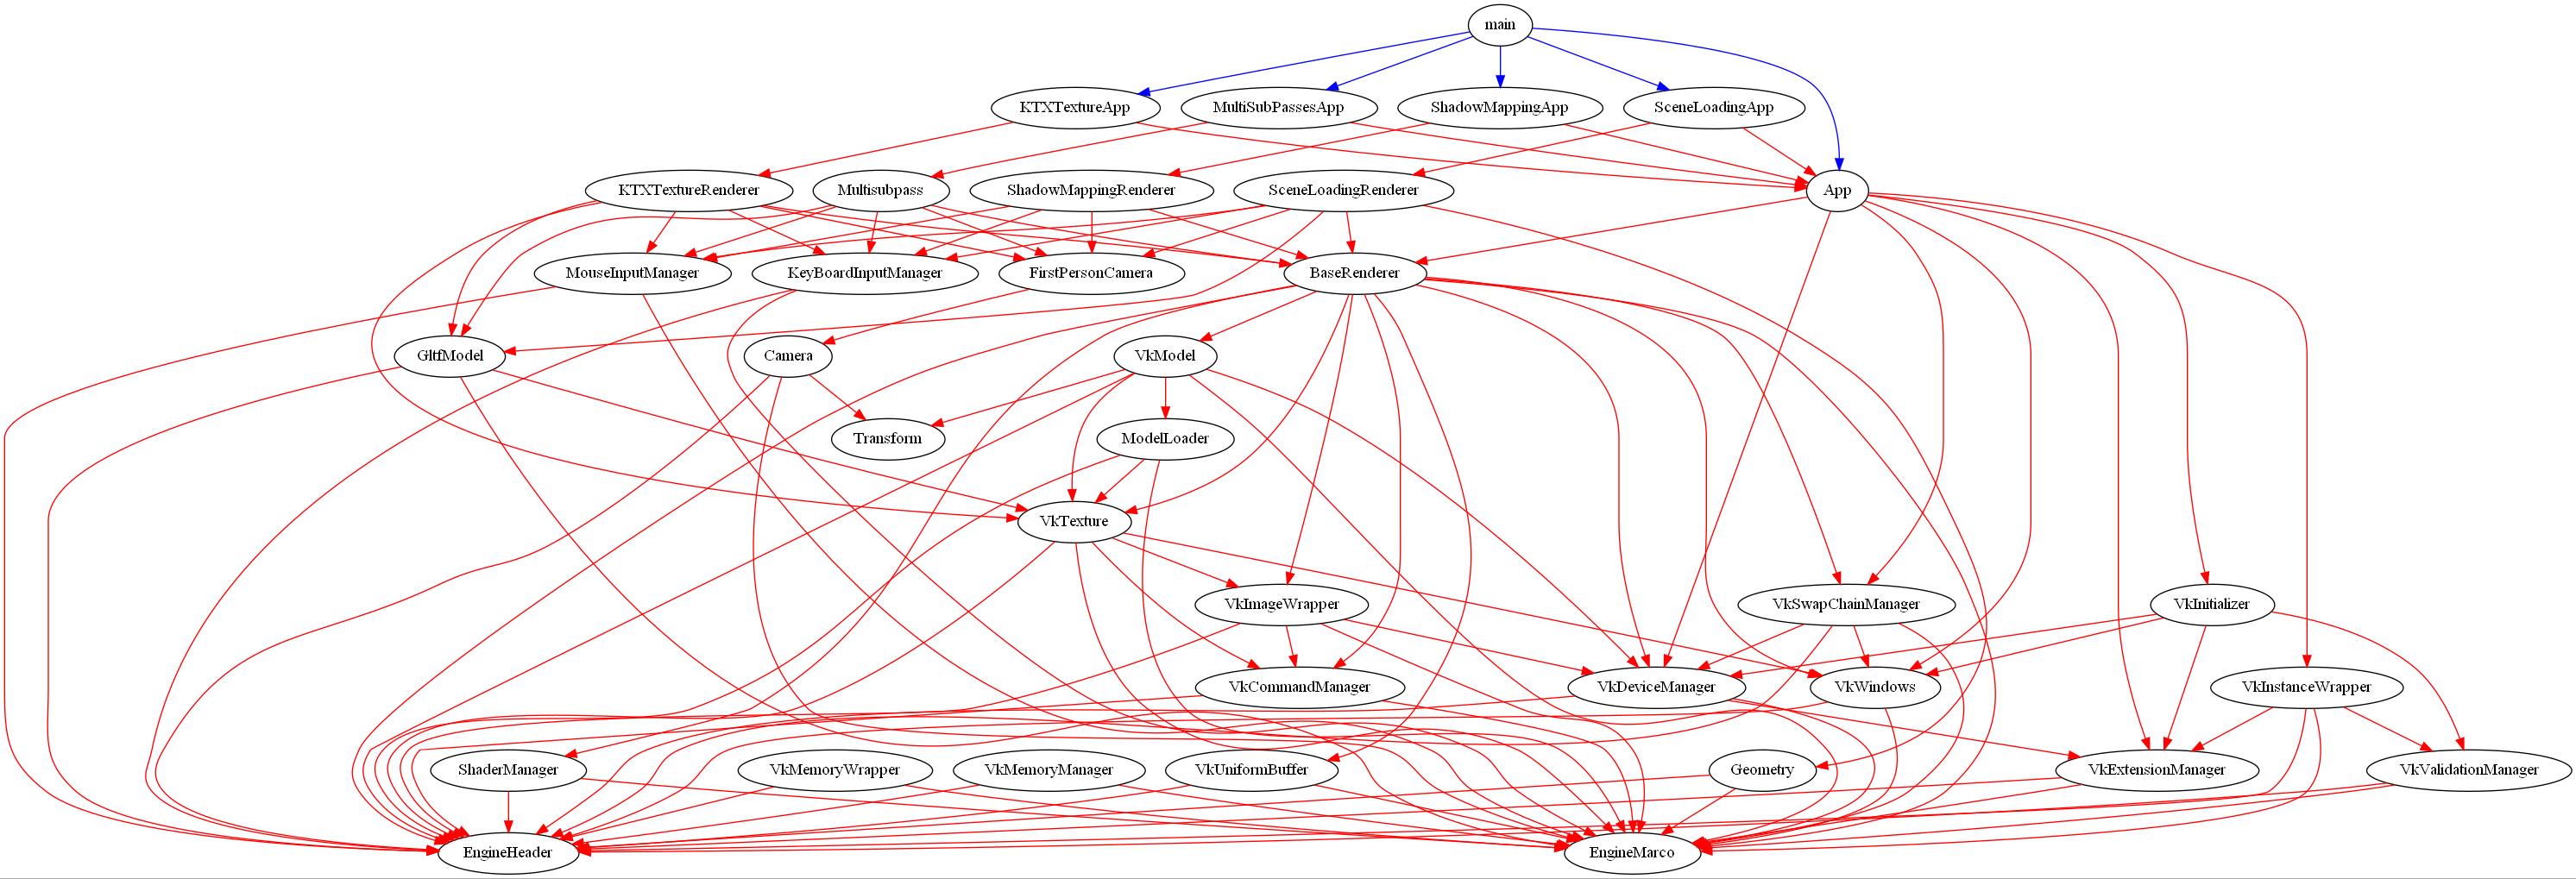 main
KTXTextureApp
MultiSubPassesApp
ShadowMappingApp
SceneLoadingApp
KTXTextureRenderer
Multisubpass
ShadowMappingRenderer
SceneLoadingRenderer
App
MouseInputManager
KeyBoardInputManager
FirstPersonCamera
BaseRenderer
GltfModel
Camera
VkModel
Transform
ModelLoader
VkTexture
VkImageWrapper
VkSwapChainManager
VkInitializer
VkCommandManager
VkDeviceManager
VkWindows
VkInstanceWrapper
ShaderManager
VkMemoryWrapper
VkMemoryManager
VkUniformBuffer
Geometry
VkExtensionManager
VkValidationManager
EngineHeader
EngineMarco